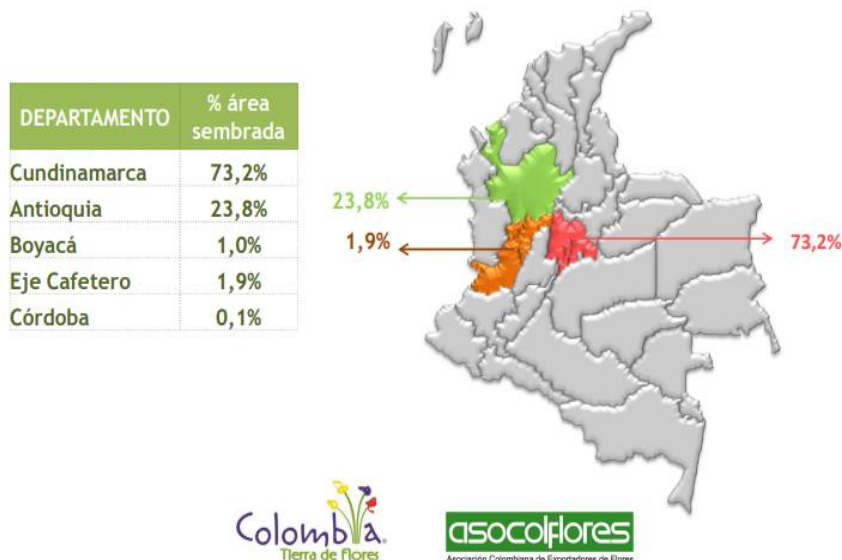 DEPARTAMENTO % área sembrada
Cundinamarca 73,2%
Antioquia 23,8%
Boyacá 1,0%
Eje Cafetero 1,9%
Córdoba 0,1%
23,8%
1,9%
73,2%
Colombia
Tierra de Flores
asocolflores
Asociación Colombiana de Exportadores de Flores